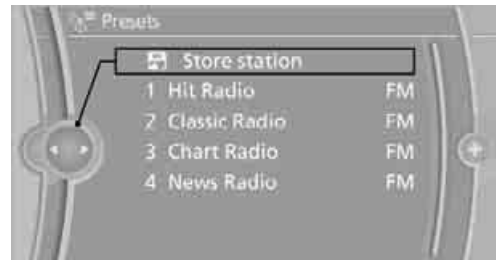 Presets
Store station
1 Hit Radio FM
2 Classic Radio FM
3 Chart Radio FM
4 News Radio FM